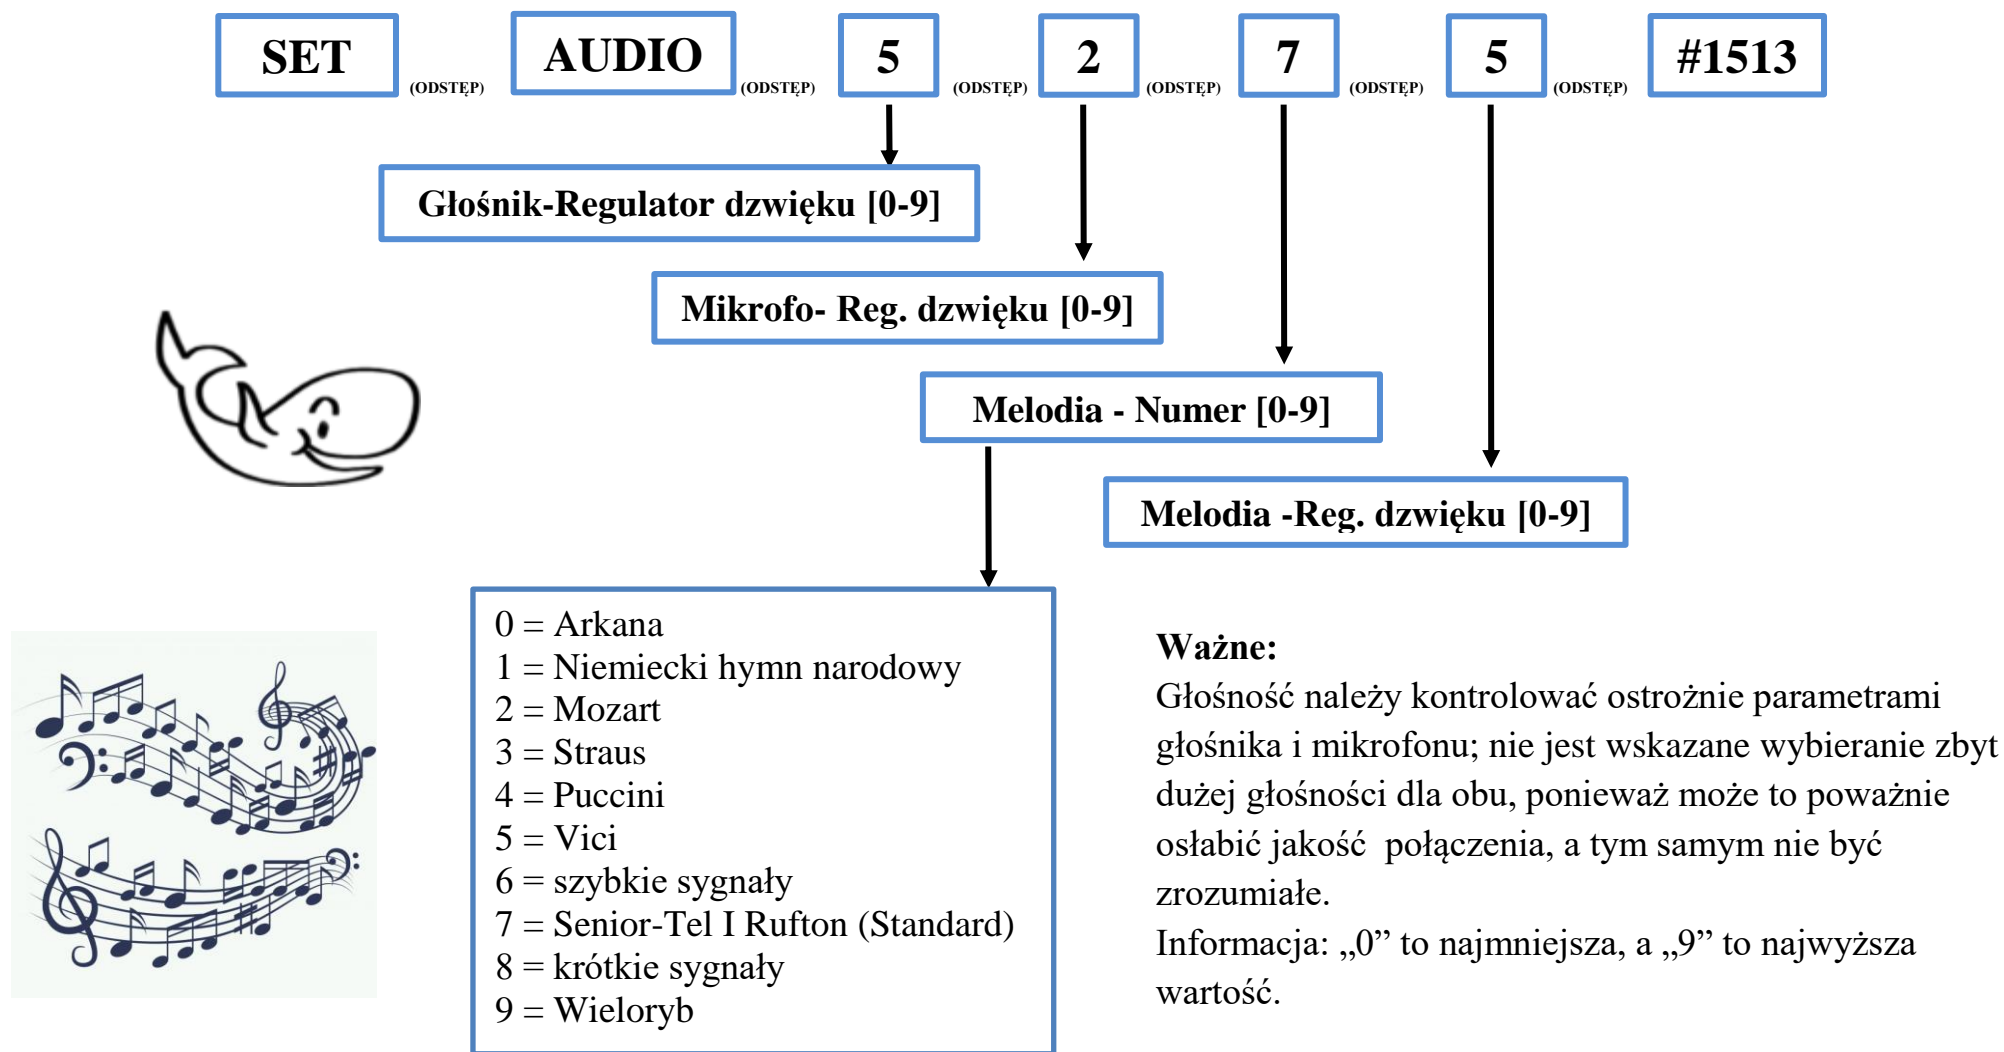 SET (ODSTĘP) AUDIO (ODSTĘP) 5 (ODSTĘP) 2 (ODSTĘP) 7 (ODSTĘP) 5 (ODSTĘP) #1513
Głośnik-Regulator dzwięku [0-9]
Mikrofo- Reg. dzwięku [0-9]
Melodia - Numer [0-9]
Melodia -Reg. dzwięku [0-9]
0 = Arkana
1 = Niemiecki hymn narodowy
2 = Mozart
3 = Straus
4 = Puccini
5 = Vici
6 = szybkie sygnały
7 = Senior-Tel I Rufton (Standard)
8 = krótkie sygnały
9 = Wieloryb
Ważne:
Głośność należy kontrolować ostrożnie parametrami
głośnika i mikrofonu; nie jest wskazane wybieranie zbyt
dużej głośności dla obu, ponieważ może to poważnie
osłabić jakość  połączenia, a tym samym nie być
zrozumiałe.
Informacja: „0” to najmniejsza, a „9” to najwyższa
wartość.